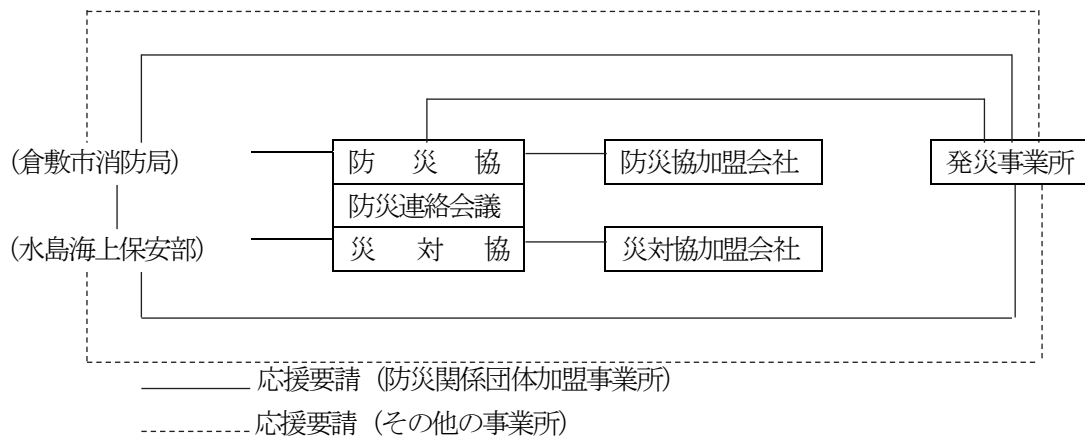 (倉敷市消防局)
防災協
防災協加盟会社
発災事業所
防災連絡会議
(水島海上保安部)
災対協
災対協加盟会社
応援要請（防災関係団体加盟事業所）
応援要請（その他の事業所）